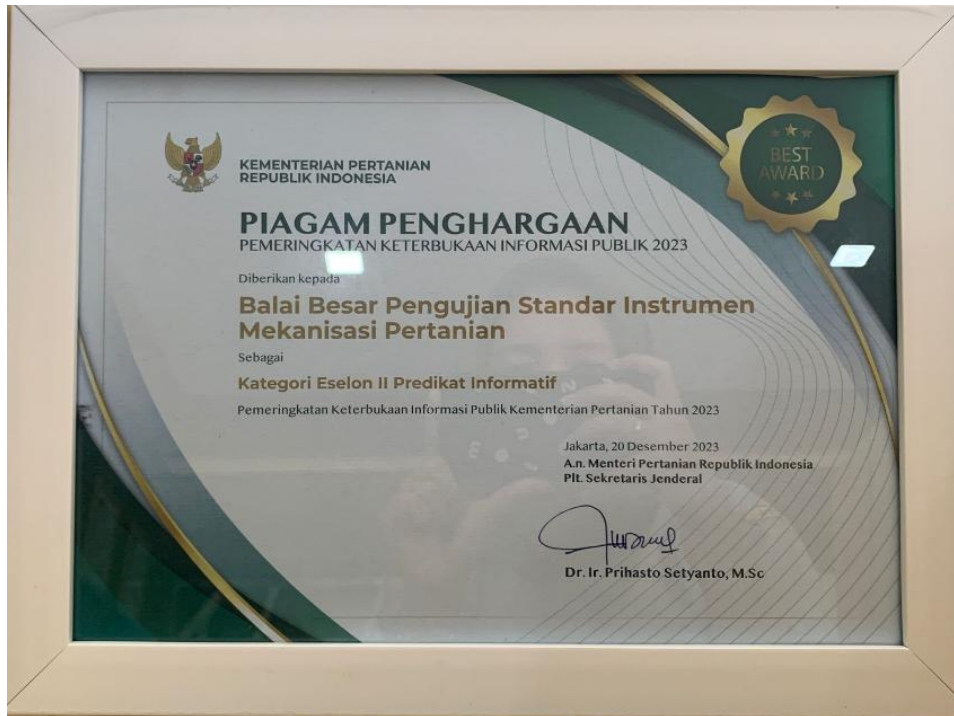 KEMENTERIAN PERTANIAN
REPUBLIK INDONESIA
BEST
AWARD
PIAGAM PENGHARGAAN
PEMERINGKATAN KETERBUKAAN INFORMASI PUBLIK 2023
Diberikan kepada
Balai Besar Pengujian Standar Instrumen
Mekanisasi Pertanian
Sebagai
Kategori Eselon II Predikat Informatif
Pemeringkatan Keterbukaan Informasi Publik Kementerian Pertanian Tahun 2023
Jakarta, 20 Desember 2023
A.n. Menteri Pertanian Republik Indonesia
Plt. Sekretaris Jenderal
Dr. Ir. Prihasto Setyanto, M.Sc